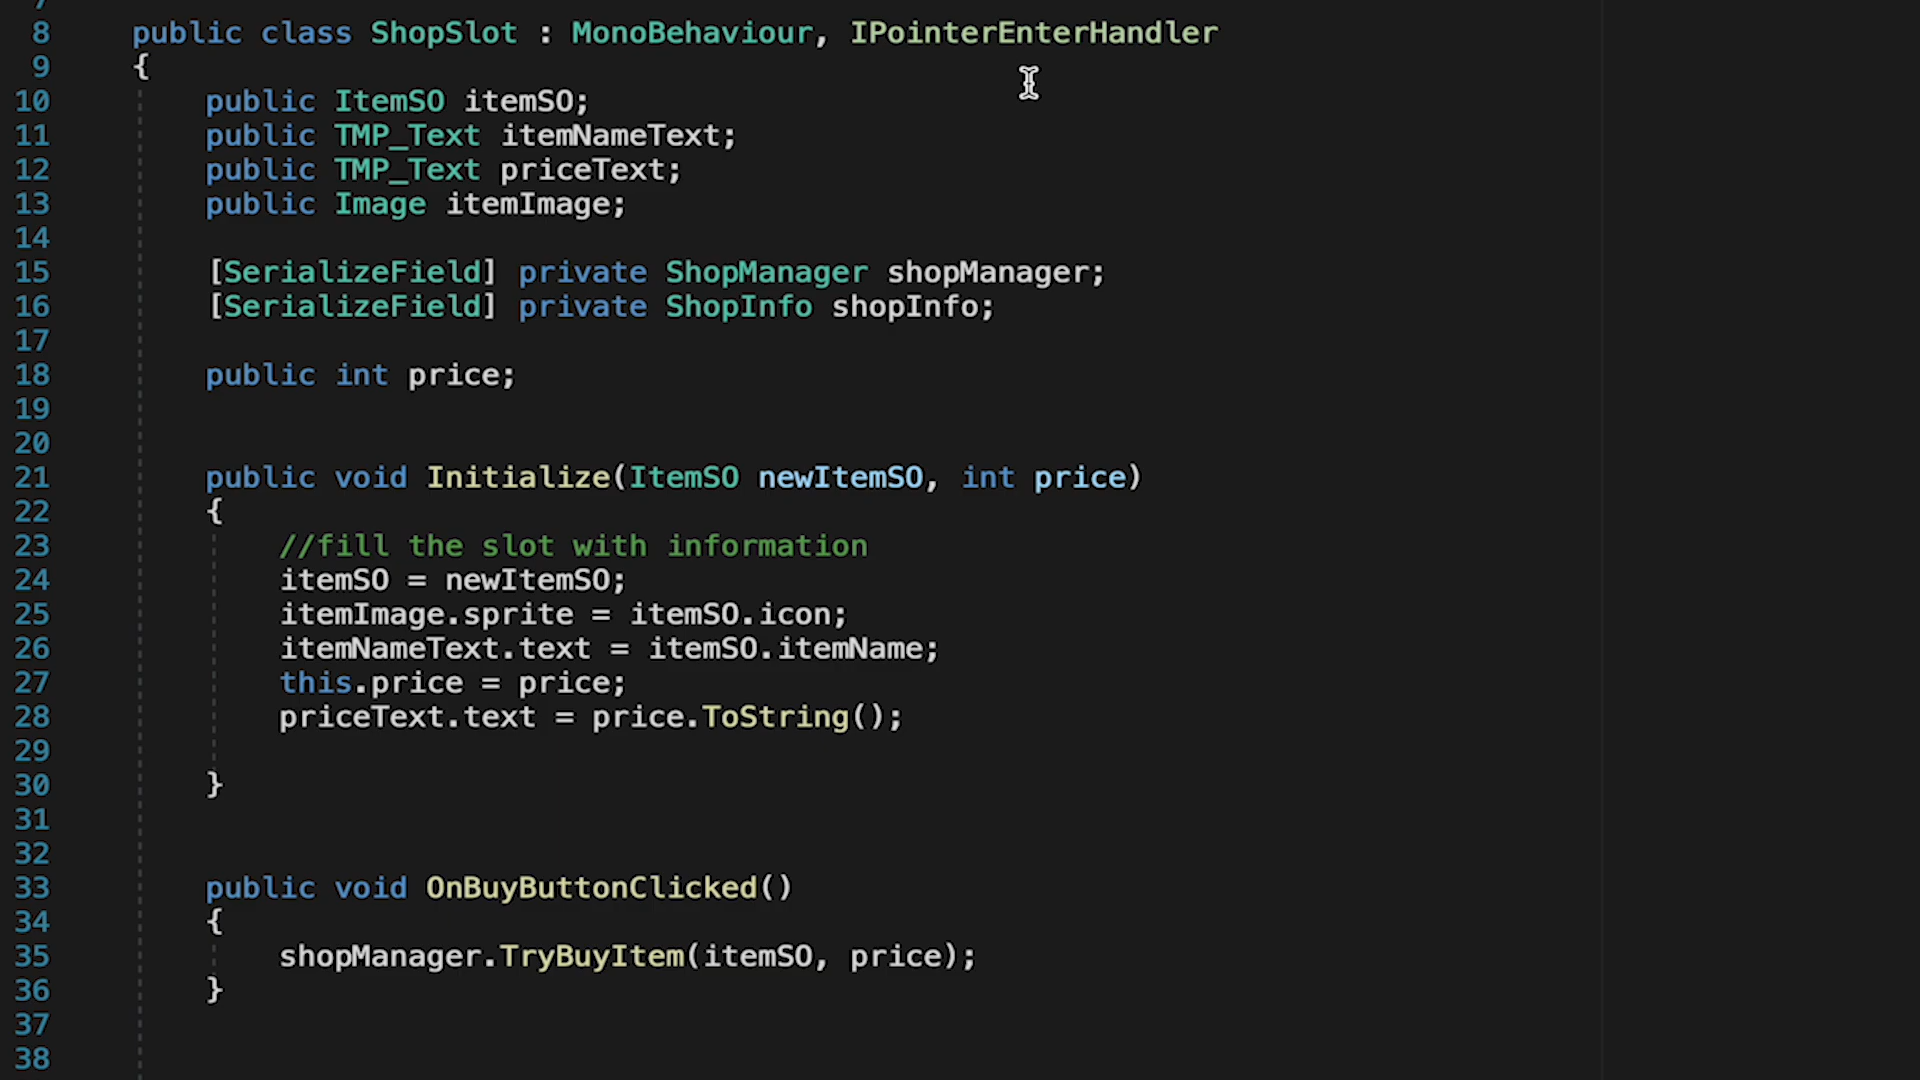 8 public class ShopSlot : MonoBehaviour, IPointerEnterHandler
9 {
10 public ItemSO itemSO;
11 public TMP_Text itemNameText;
12 public TMP_Text priceText;
13 public Image itemImage;
14
15 [SerializeField] private ShopManager shopManager;
16 [SerializeField] private ShopInfo shopInfo;
17
18 public int price;
19
20
21 public void Initialize(ItemSO newItemSO, int price)
22 {
23 //fill the slot with information
24 itemSO = newItemSO;
25 itemImage.sprite = itemSO.icon;
26 itemNameText.text = itemSO.itemName;
27 this.price = price;
28 priceText.text = price.ToString();
29
30 }
31
32
33 public void OnBuyButtonClicked()
34 {
35 shopManager.TryBuyItem(itemSO, price);
36 }
37
38